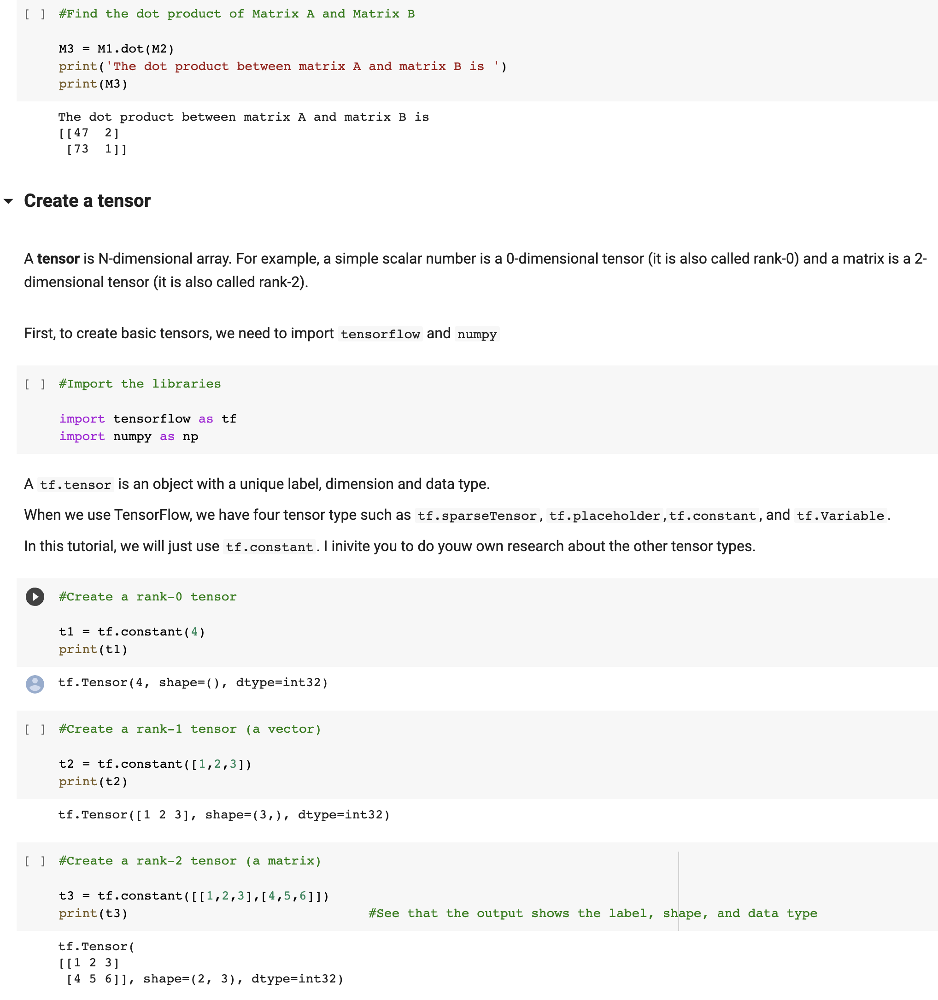 [ ] #Find the dot product of Matrix A and Matrix B
M3 = M1.dot(M2)
print('The dot product between matrix A and matrix B is ')
print(M3)
The dot product between matrix A and matrix B is
[[47  2]
 [73  1]]
Create a tensor
A tensor is N-dimensional array. For example, a simple scalar number is a 0-dimensional tensor (it is also called rank-0) and a matrix is a 2-
dimensional tensor (it is also called rank-2).
First, to create basic tensors, we need to import tensorflow and numpy
[ ] #Import the libraries
import tensorflow as tf
import numpy as np
A tf.tensor is an object with a unique label, dimension and data type.
When we use TensorFlow, we have four tensor type such as tf.sparseTensor, tf.placeholder,tf.constant, and tf.Variable.
In this tutorial, we will just use tf.constant. I inivite you to do youw own research about the other tensor types.
#Create a rank-0 tensor
t1 = tf.constant(4)
print(t1)
tf.Tensor(4, shape=(), dtype=int32)
[ ] #Create a rank-1 tensor (a vector)
t2 = tf.constant([1,2,3])
print(t2)
tf.Tensor([1 2 3], shape=(3,), dtype=int32)
[ ] #Create a rank-2 tensor (a matrix)
t3 = tf.constant([[1,2,3],[4,5,6]])
print(t3) #See that the output shows the label, shape, and data type
tf.Tensor(
[[1 2 3]
 [4 5 6]], shape=(2, 3), dtype=int32)